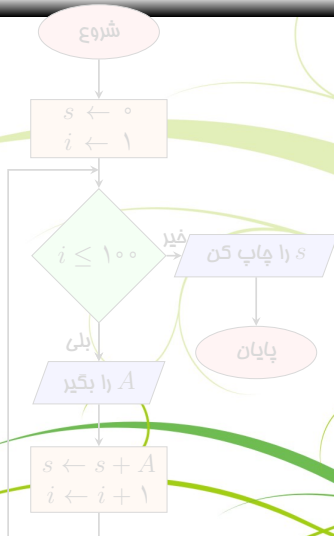 شروع
s ← ۰
i ← ۱
i ≤ ۱۰۰
خیر
s را چاپ کن
پایان
بلی
A را بگیر
s ← s + A
i ← i + ۱